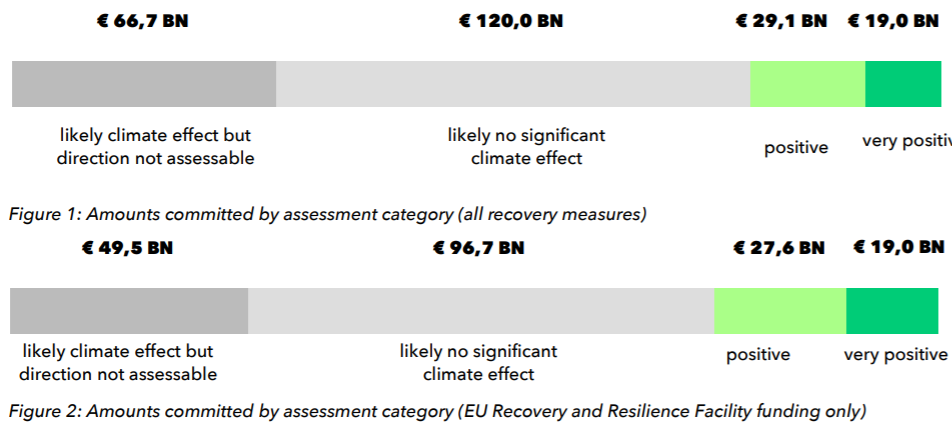 € 66,7 BN € 120,0 BN € 29,1 BN € 19,0 BN
likely climate effect but
direction not assessable
likely no significant
climate effect
positive
very positiv
Figure 1: Amounts committed by assessment category (all recovery measures)
€ 49,5 BN € 96,7 BN € 27,6 BN € 19,0 BN
likely climate effect but
direction not assessable
likely no significant
climate effect
positive
very positive
Figure 2: Amounts committed by assessment category (EU Recovery and Resilience Facility funding only)